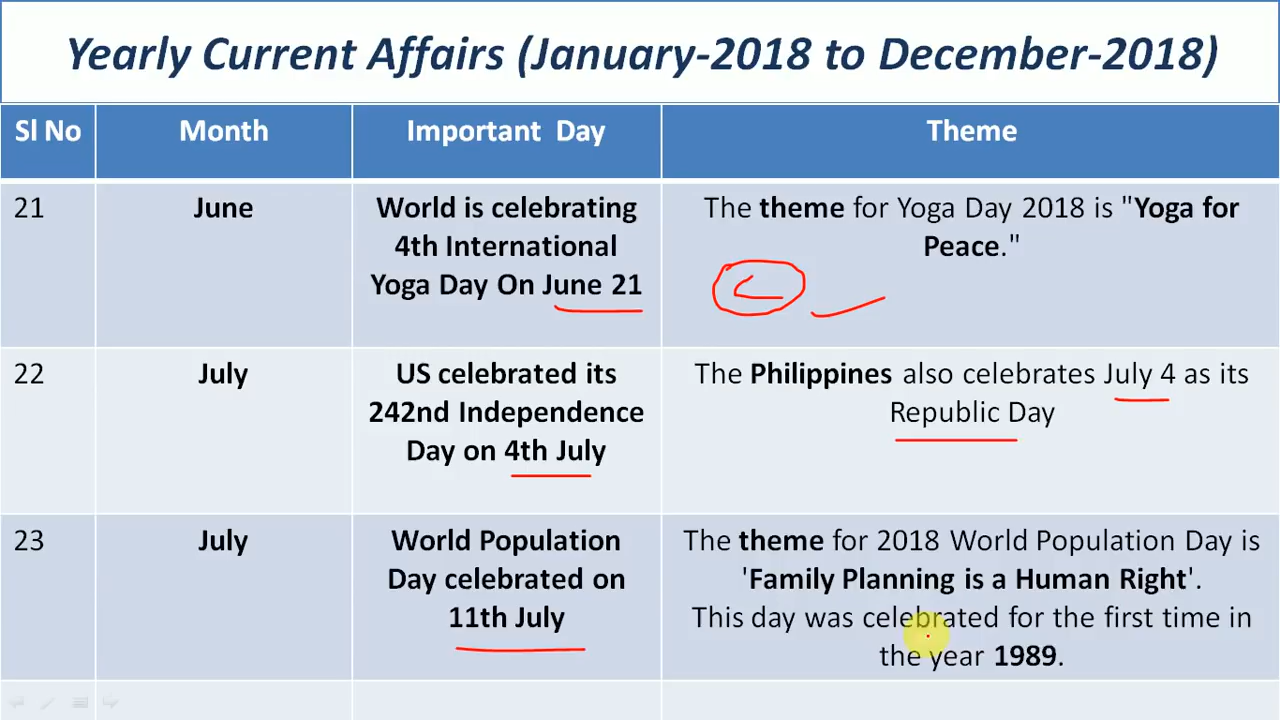 Yearly Current Affairs (January-2018 to December-2018)
Sl No Month Important Day Theme
21 June World is celebrating
4th International
Yoga Day On June 21
The theme for Yoga Day 2018 is "Yoga for
Peace."
22 July US celebrated its
242nd Independence
Day on 4th July
The Philippines also celebrates July 4 as its
Republic Day
23 July World Population
Day celebrated on
11th July
The theme for 2018 World Population Day is
'Family Planning is a Human Right'.
This day was celebrated for the first time in
the year 1989.